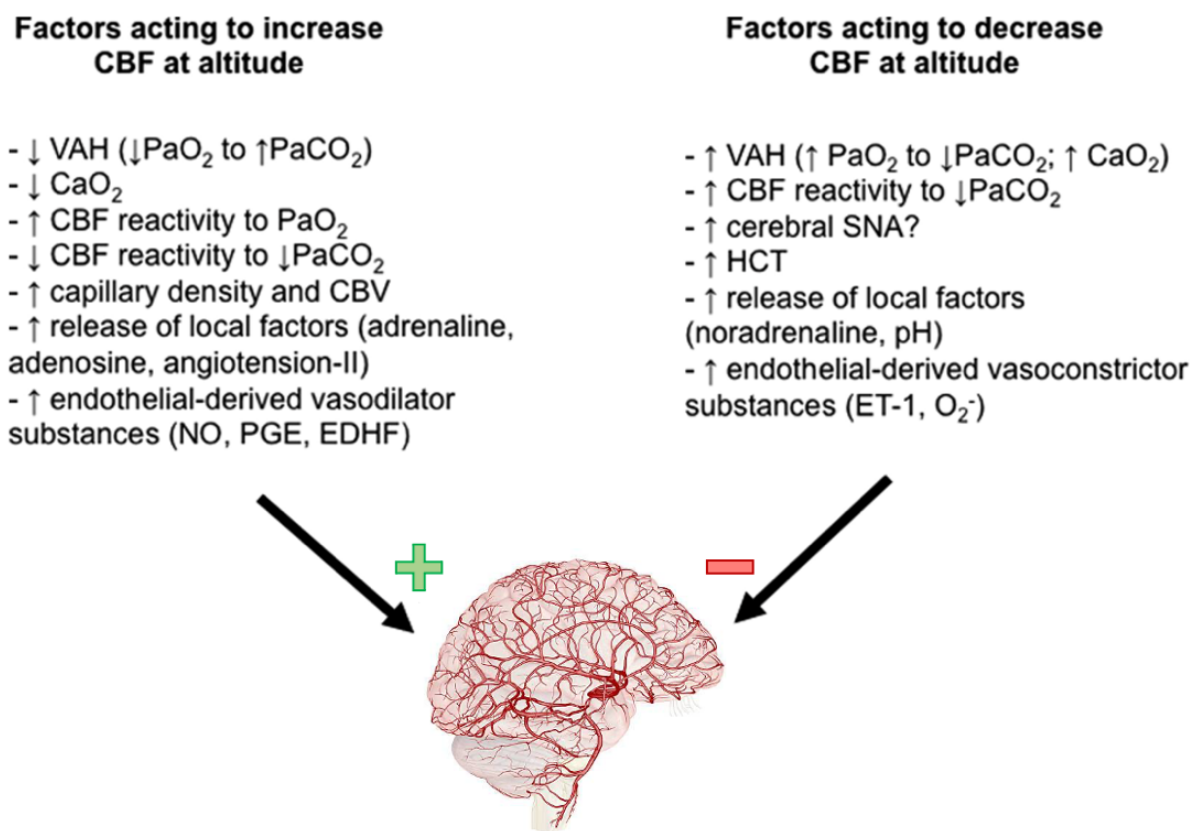 Factors acting to increase
CBF at altitude
- ↓ VAH (↓PaO₂ to ↑PaCO₂)
- ↓ CaO₂
- ↑ CBF reactivity to PaO₂
- ↓ CBF reactivity to ↓PaCO₂
- ↑ capillary density and CBV
- ↑ release of local factors (adrenaline,
adenosine, angiotension-II)
- ↑ endothelial-derived vasodilator
substances (NO, PGE, EDHF)
Factors acting to decrease
CBF at altitude
- ↑ VAH (↑ PaO₂ to ↓PaCO₂; ↑ CaO₂)
- ↑ CBF reactivity to ↓PaCO₂
- ↑ cerebral SNA?
- ↑ HCT
- ↑ release of local factors
(noradrenaline, pH)
- ↑ endothelial-derived vasoconstrictor
substances (ET-1, O₂⁻)